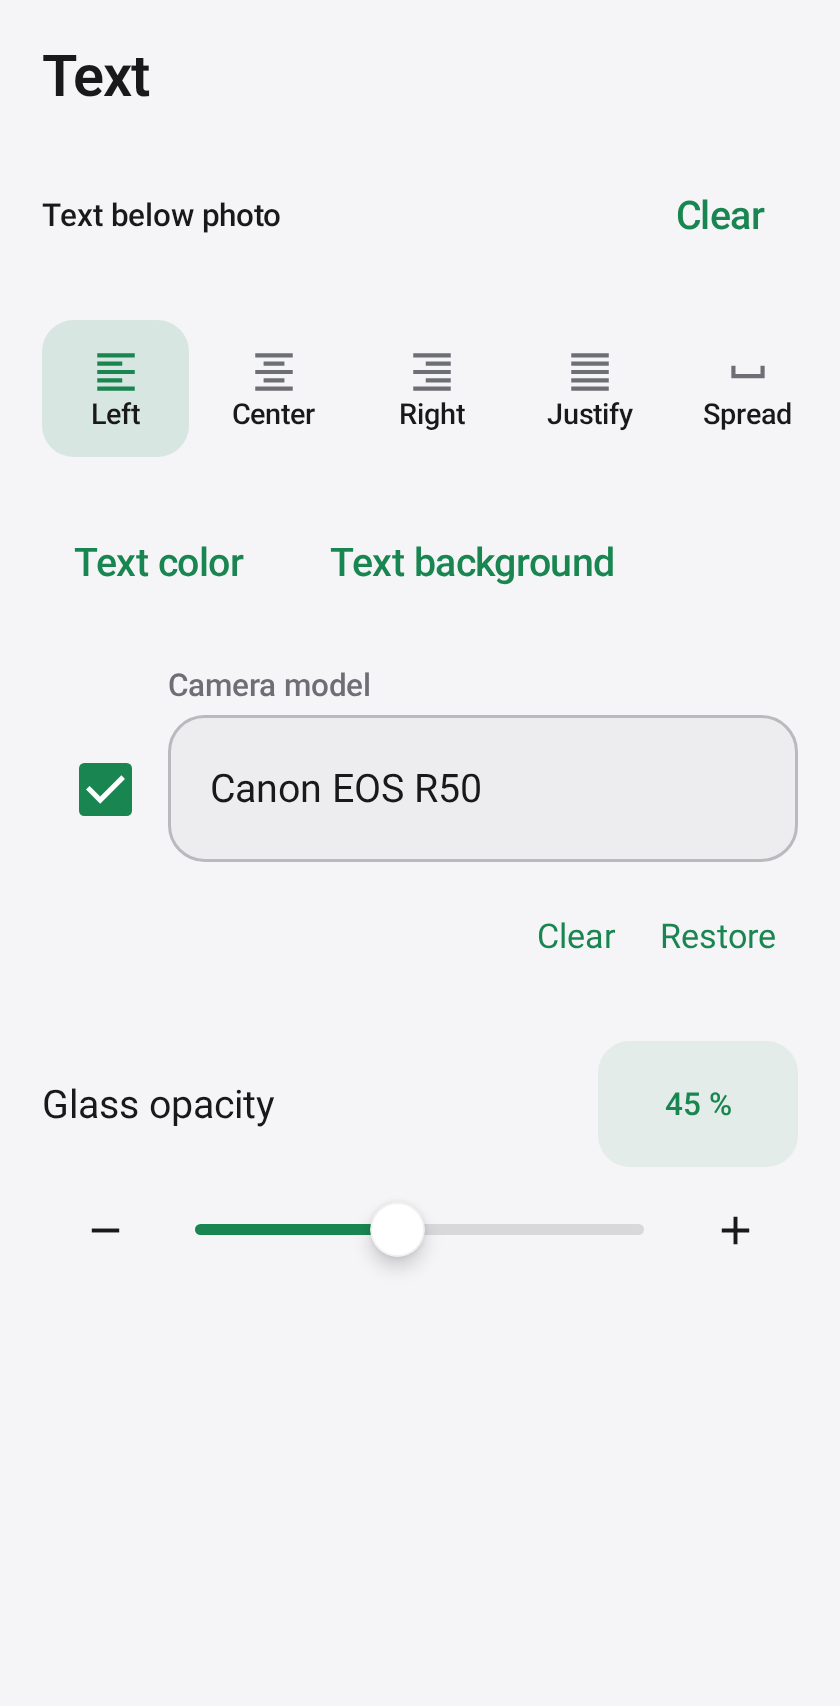 Text
Text below photo Clear
Left Center Right Justify Spread
Text color Text background
Camera model
Canon EOS R50
Clear Restore
Glass opacity 45 %